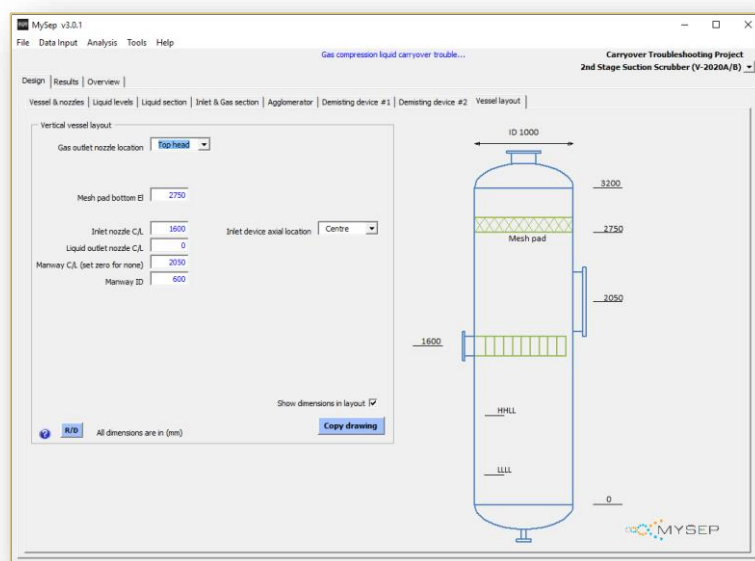 MySep v3.0.1
File Data Input Analysis Tools Help
Gas compression liquid carryover trouble...
Carryover Troubleshooting Project
2nd Stage Suction Scrubber (V-2020A/B)
Design Results Overview
Vessel & nozzles Liquid levels Liquid section Inlet & Gas section Agglomerator Demisting device #1 Demisting device #2 Vessel layout
Vertical vessel layout
Gas outlet nozzle location Top head
Mesh pad bottom El 2750
Inlet nozzle C/L 1600 Inlet device axial location Centre
Liquid outlet nozzle C/L 0
Manway C/L (set zero for none) 2050
Manway ID 600
Show dimensions in layout
R/D All dimensions are in (mm) Copy drawing
ID 1000
3200
2750
Mesh pad
2050
1600
HHLL
LLLL
0
MYSEP